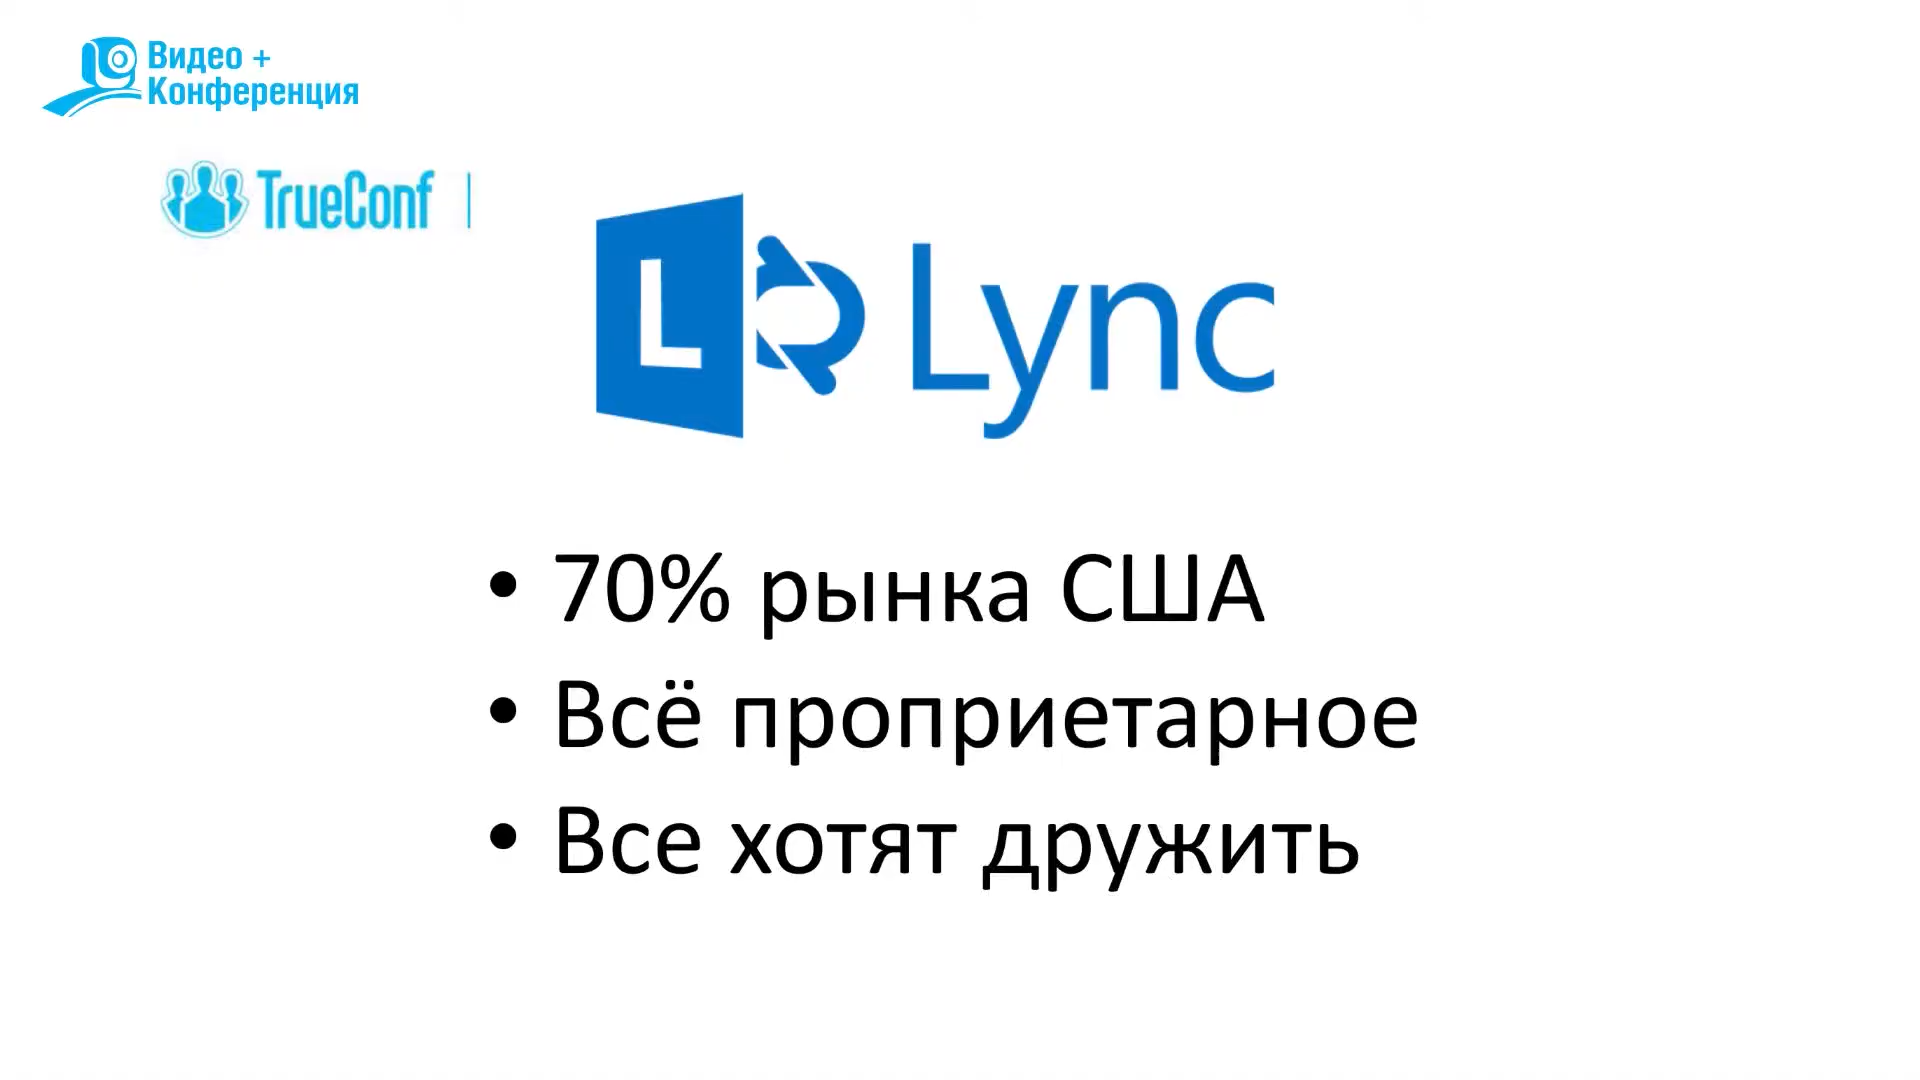 Видео +
Конференция
TrueConf
L Lync
• 70% рынка США
• Всё проприетарное
• Все хотят дружить